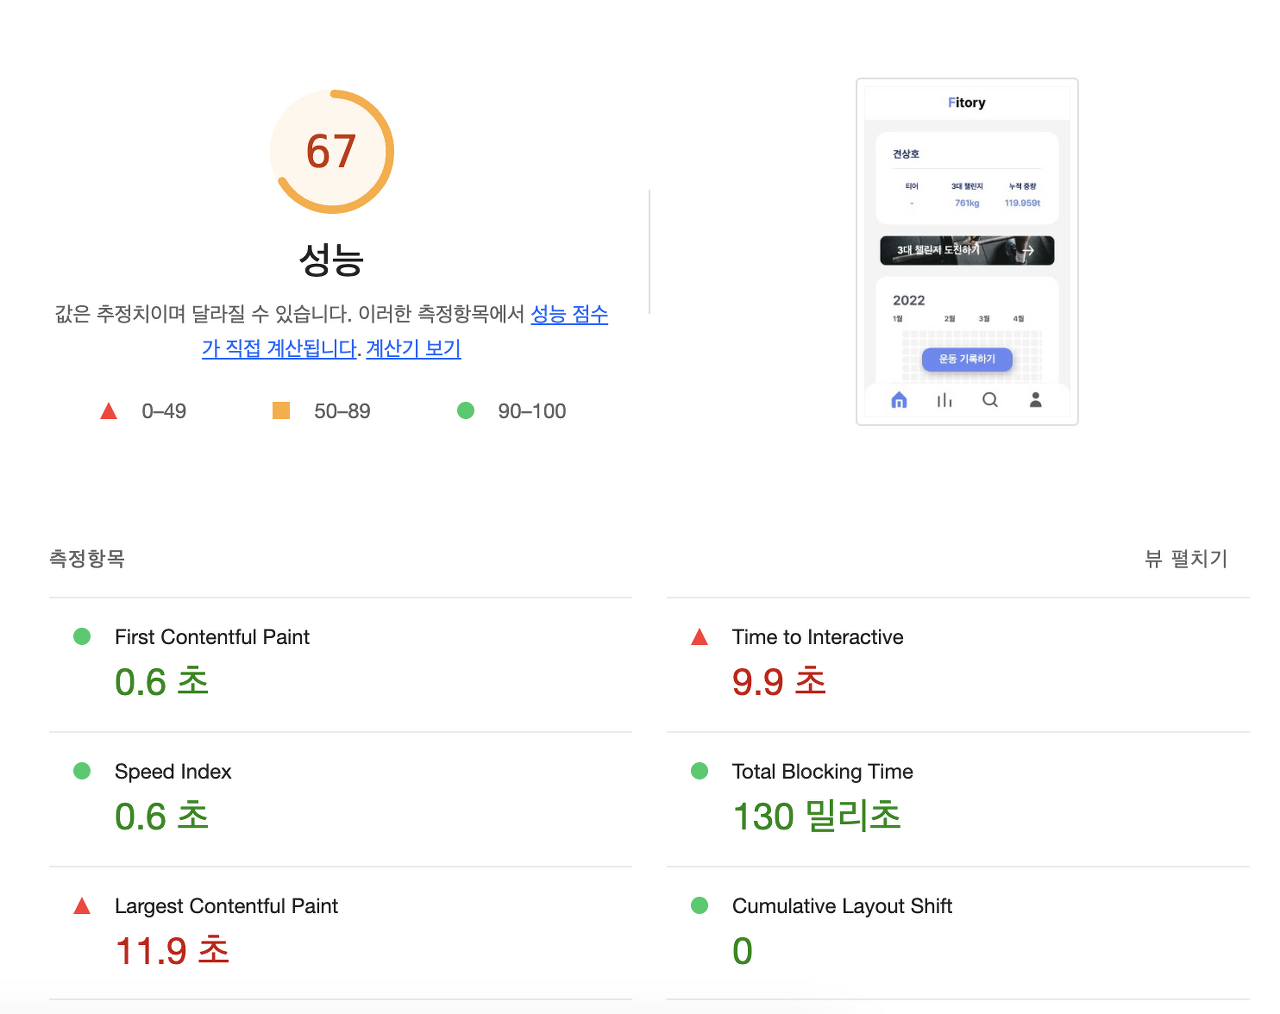 67
성능
값은 추정치이며 달라질 수 있습니다. 이러한 측정항목에서 성능 점수
가 직접 계산됩니다. 계산기 보기
0–49
50–89
90–100
Fitory
견상호
티어 3대 챌린지 누적 중량
- 761kg 119.959t
3대 챌린지 도전하기
2022
1월 2월 3월 4월
운동 기록하기
측정항목
뷰 펼치기
First Contentful Paint
0.6 초
Time to Interactive
9.9 초
Speed Index
0.6 초
Total Blocking Time
130 밀리초
Largest Contentful Paint
11.9 초
Cumulative Layout Shift
0